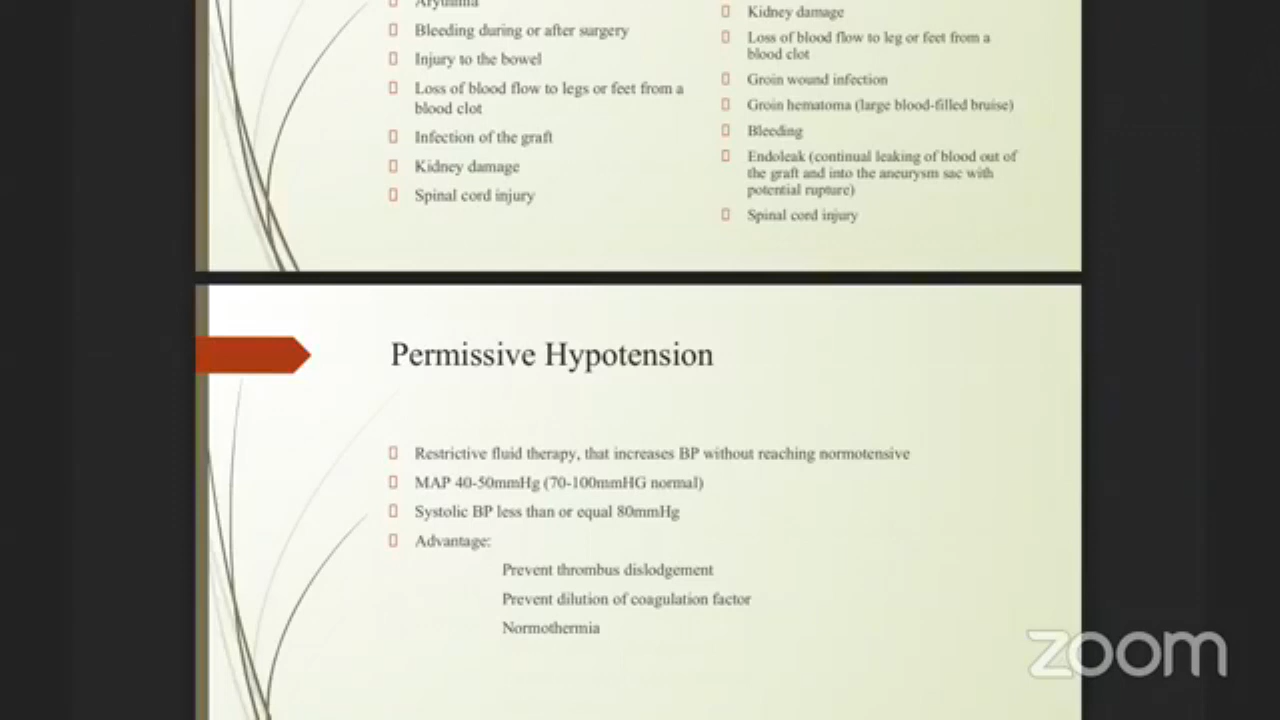 Arythmia
Bleeding during or after surgery
Injury to the bowel
Loss of blood flow to legs or feet from a
blood clot
Infection of the graft
Kidney damage
Spinal cord injury
Kidney damage
Loss of blood flow to leg or feet from a
blood clot
Groin wound infection
Groin hematoma (large blood-filled bruise)
Bleeding
Endoleak (continual leaking of blood out of
the graft and into the aneurysm sac with
potential rupture)
Spinal cord injury
Permissive Hypotension
Restrictive fluid therapy, that increases BP without reaching normotensive
MAP 40-50mmHg (70-100mmHG normal)
Systolic BP less than or equal 80mmHg
Advantage:
Prevent thrombus dislodgement
Prevent dilution of coagulation factor
Normothermia
zoom